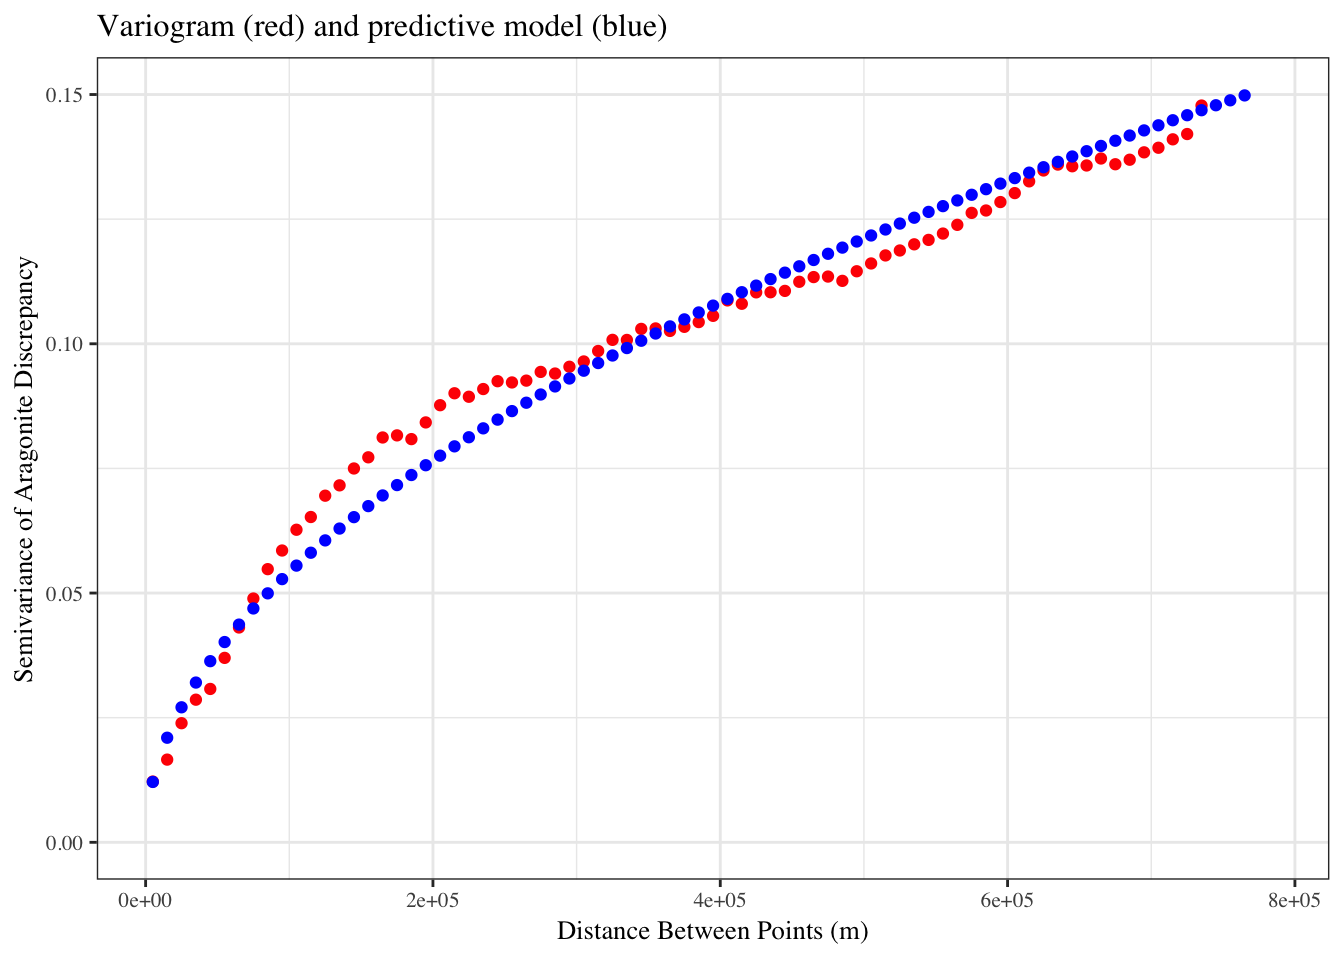 Variogram (red) and predictive model (blue)
0.15
0.10
0.05
0.00
Semivariance of Aragonite Discrepancy
0e+00 2e+05 4e+05 6e+05 8e+05
Distance Between Points (m)